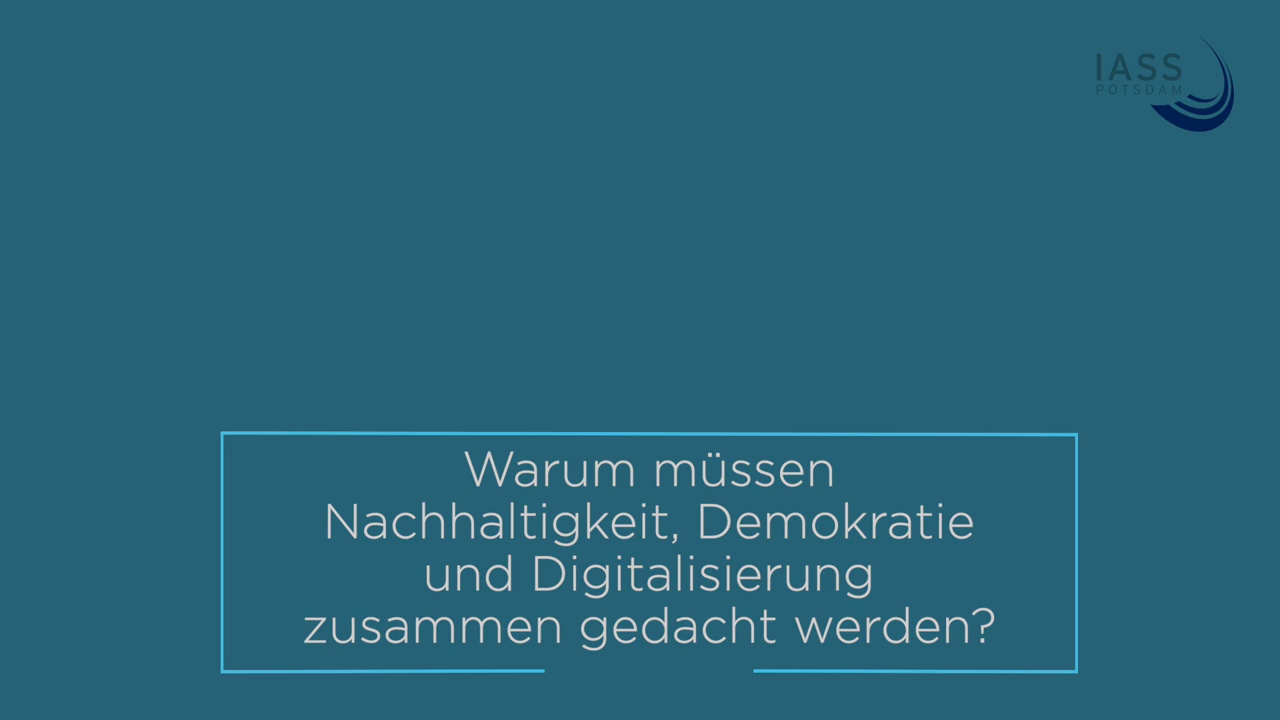 IASS
POTSDAM
Warum müssen
Nachhaltigkeit, Demokratie
und Digitalisierung
zusammen gedacht werden?